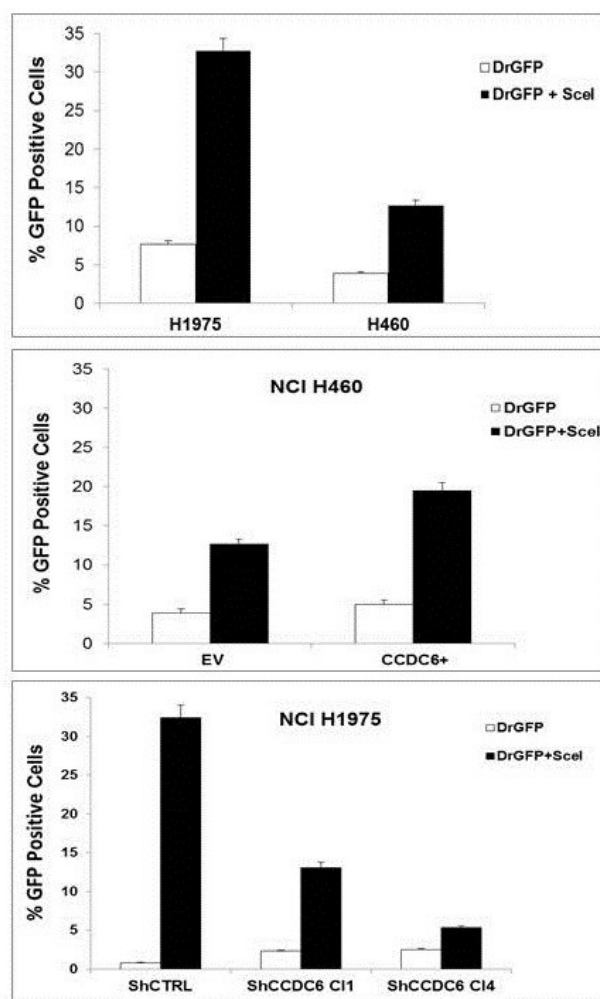 % GFP Positive Cells
35
30
25
20
15
10
5
0
DrGFP
DrGFP + SceI
H1975 H460
NCI H460
% GFP Positive Cells
35
30
25
20
15
10
5
0
DrGFP
DrGFP+SceI
EV CCDC6+
NCI H1975
% GFP Positive Cells
35
30
25
20
15
10
5
0
DrGFP
DrGFP+SceI
ShCTRL ShCCDC6 Cl1 ShCCDC6 Cl4